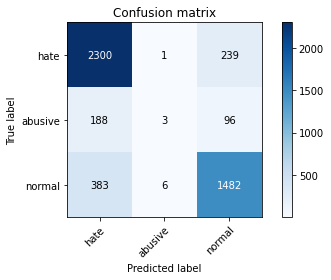 Confusion matrix
hate 2300 1 239
abusive 188 3 96
normal 383 6 1482
hate abusive normal
Predicted label
True label
2000
1500
1000
500